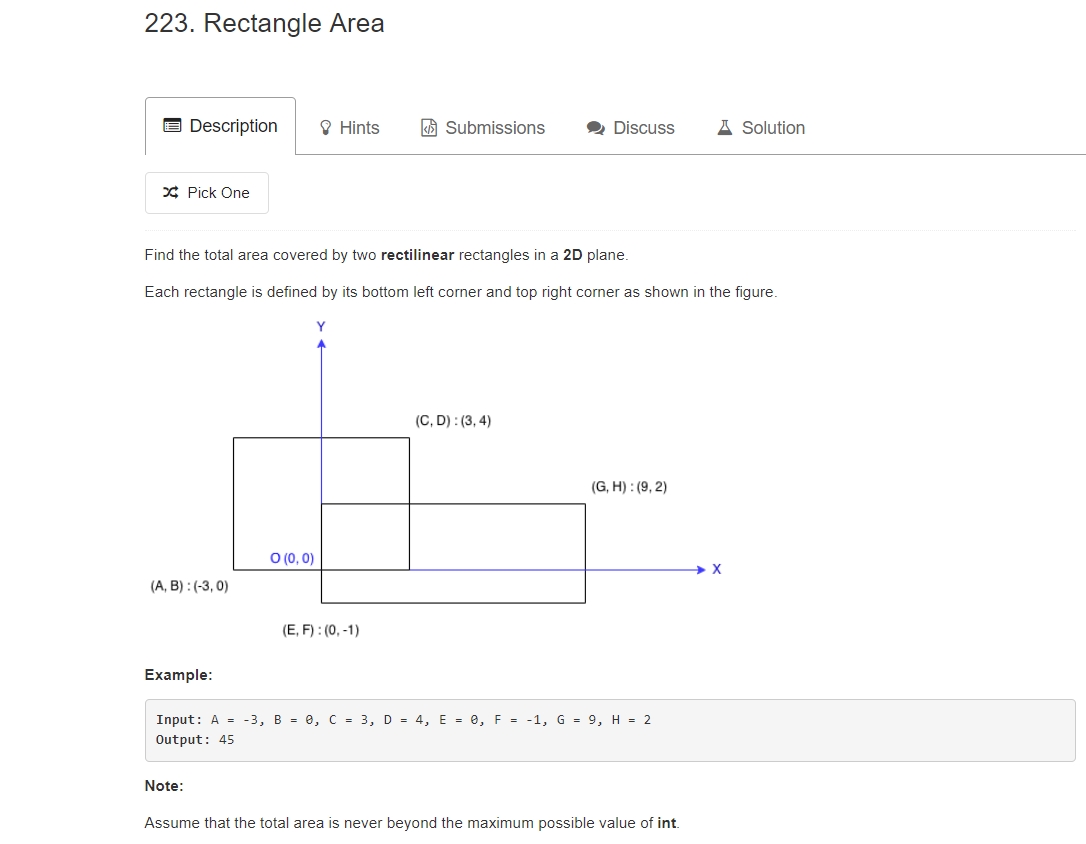 223. Rectangle Area
Description Hints Submissions Discuss Solution
Pick One
Find the total area covered by two rectilinear rectangles in a 2D plane.
Each rectangle is defined by its bottom left corner and top right corner as shown in the figure.
Y
(C, D) : (3, 4)
(G, H) : (9, 2)
O (0, 0)
X
(A, B) : (-3, 0)
(E, F) : (0, -1)
Example:
Input: A = -3, B = 0, C = 3, D = 4, E = 0, F = -1, G = 9, H = 2
Output: 45
Note:
Assume that the total area is never beyond the maximum possible value of int.